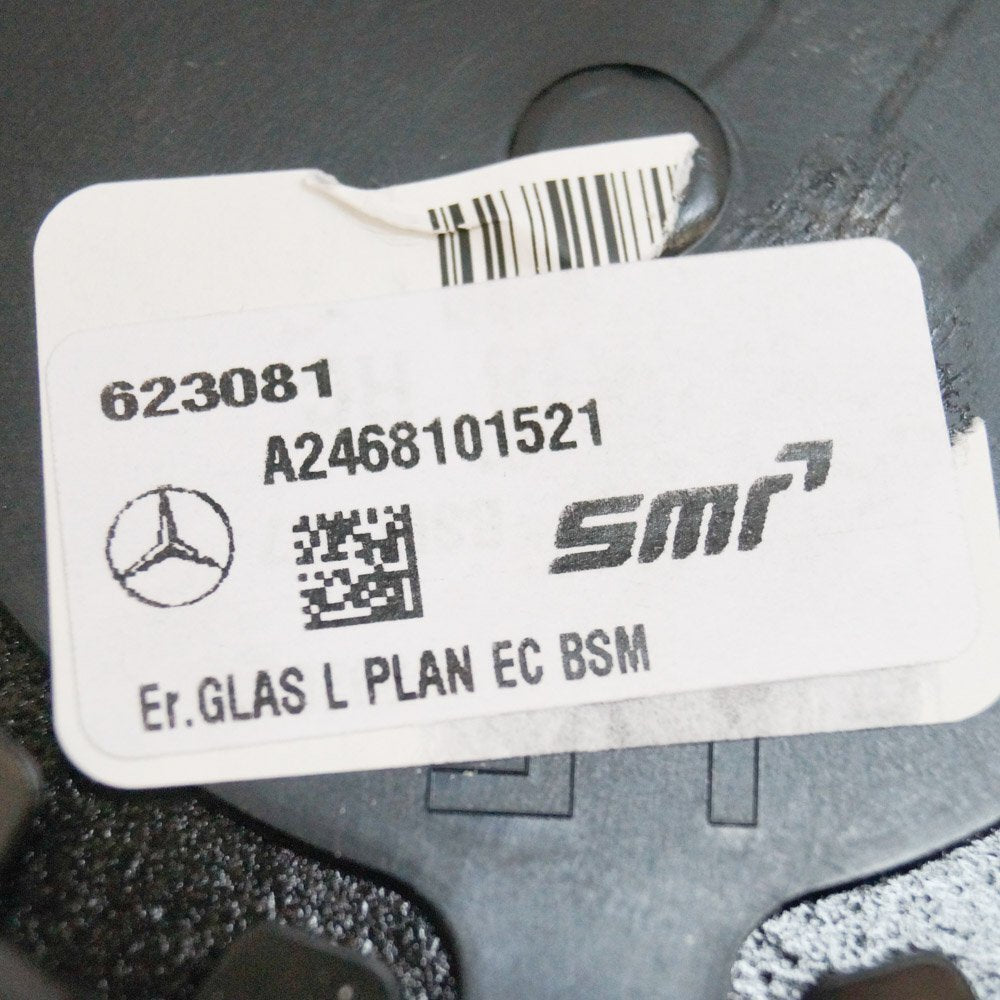 623081
A2468101521
smr
Er.GLAS L PLAN EC BSM